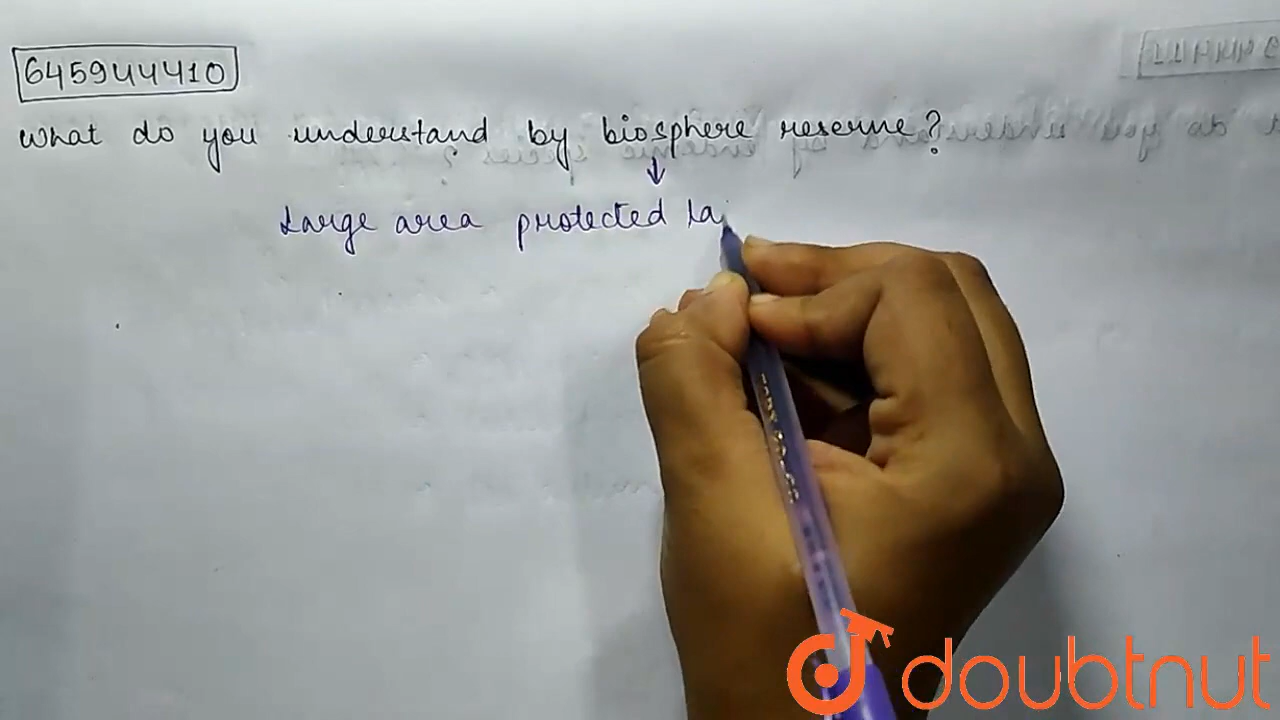 645944410
What do you understand by biosphere reserve?
Large area protected la
doubtnut